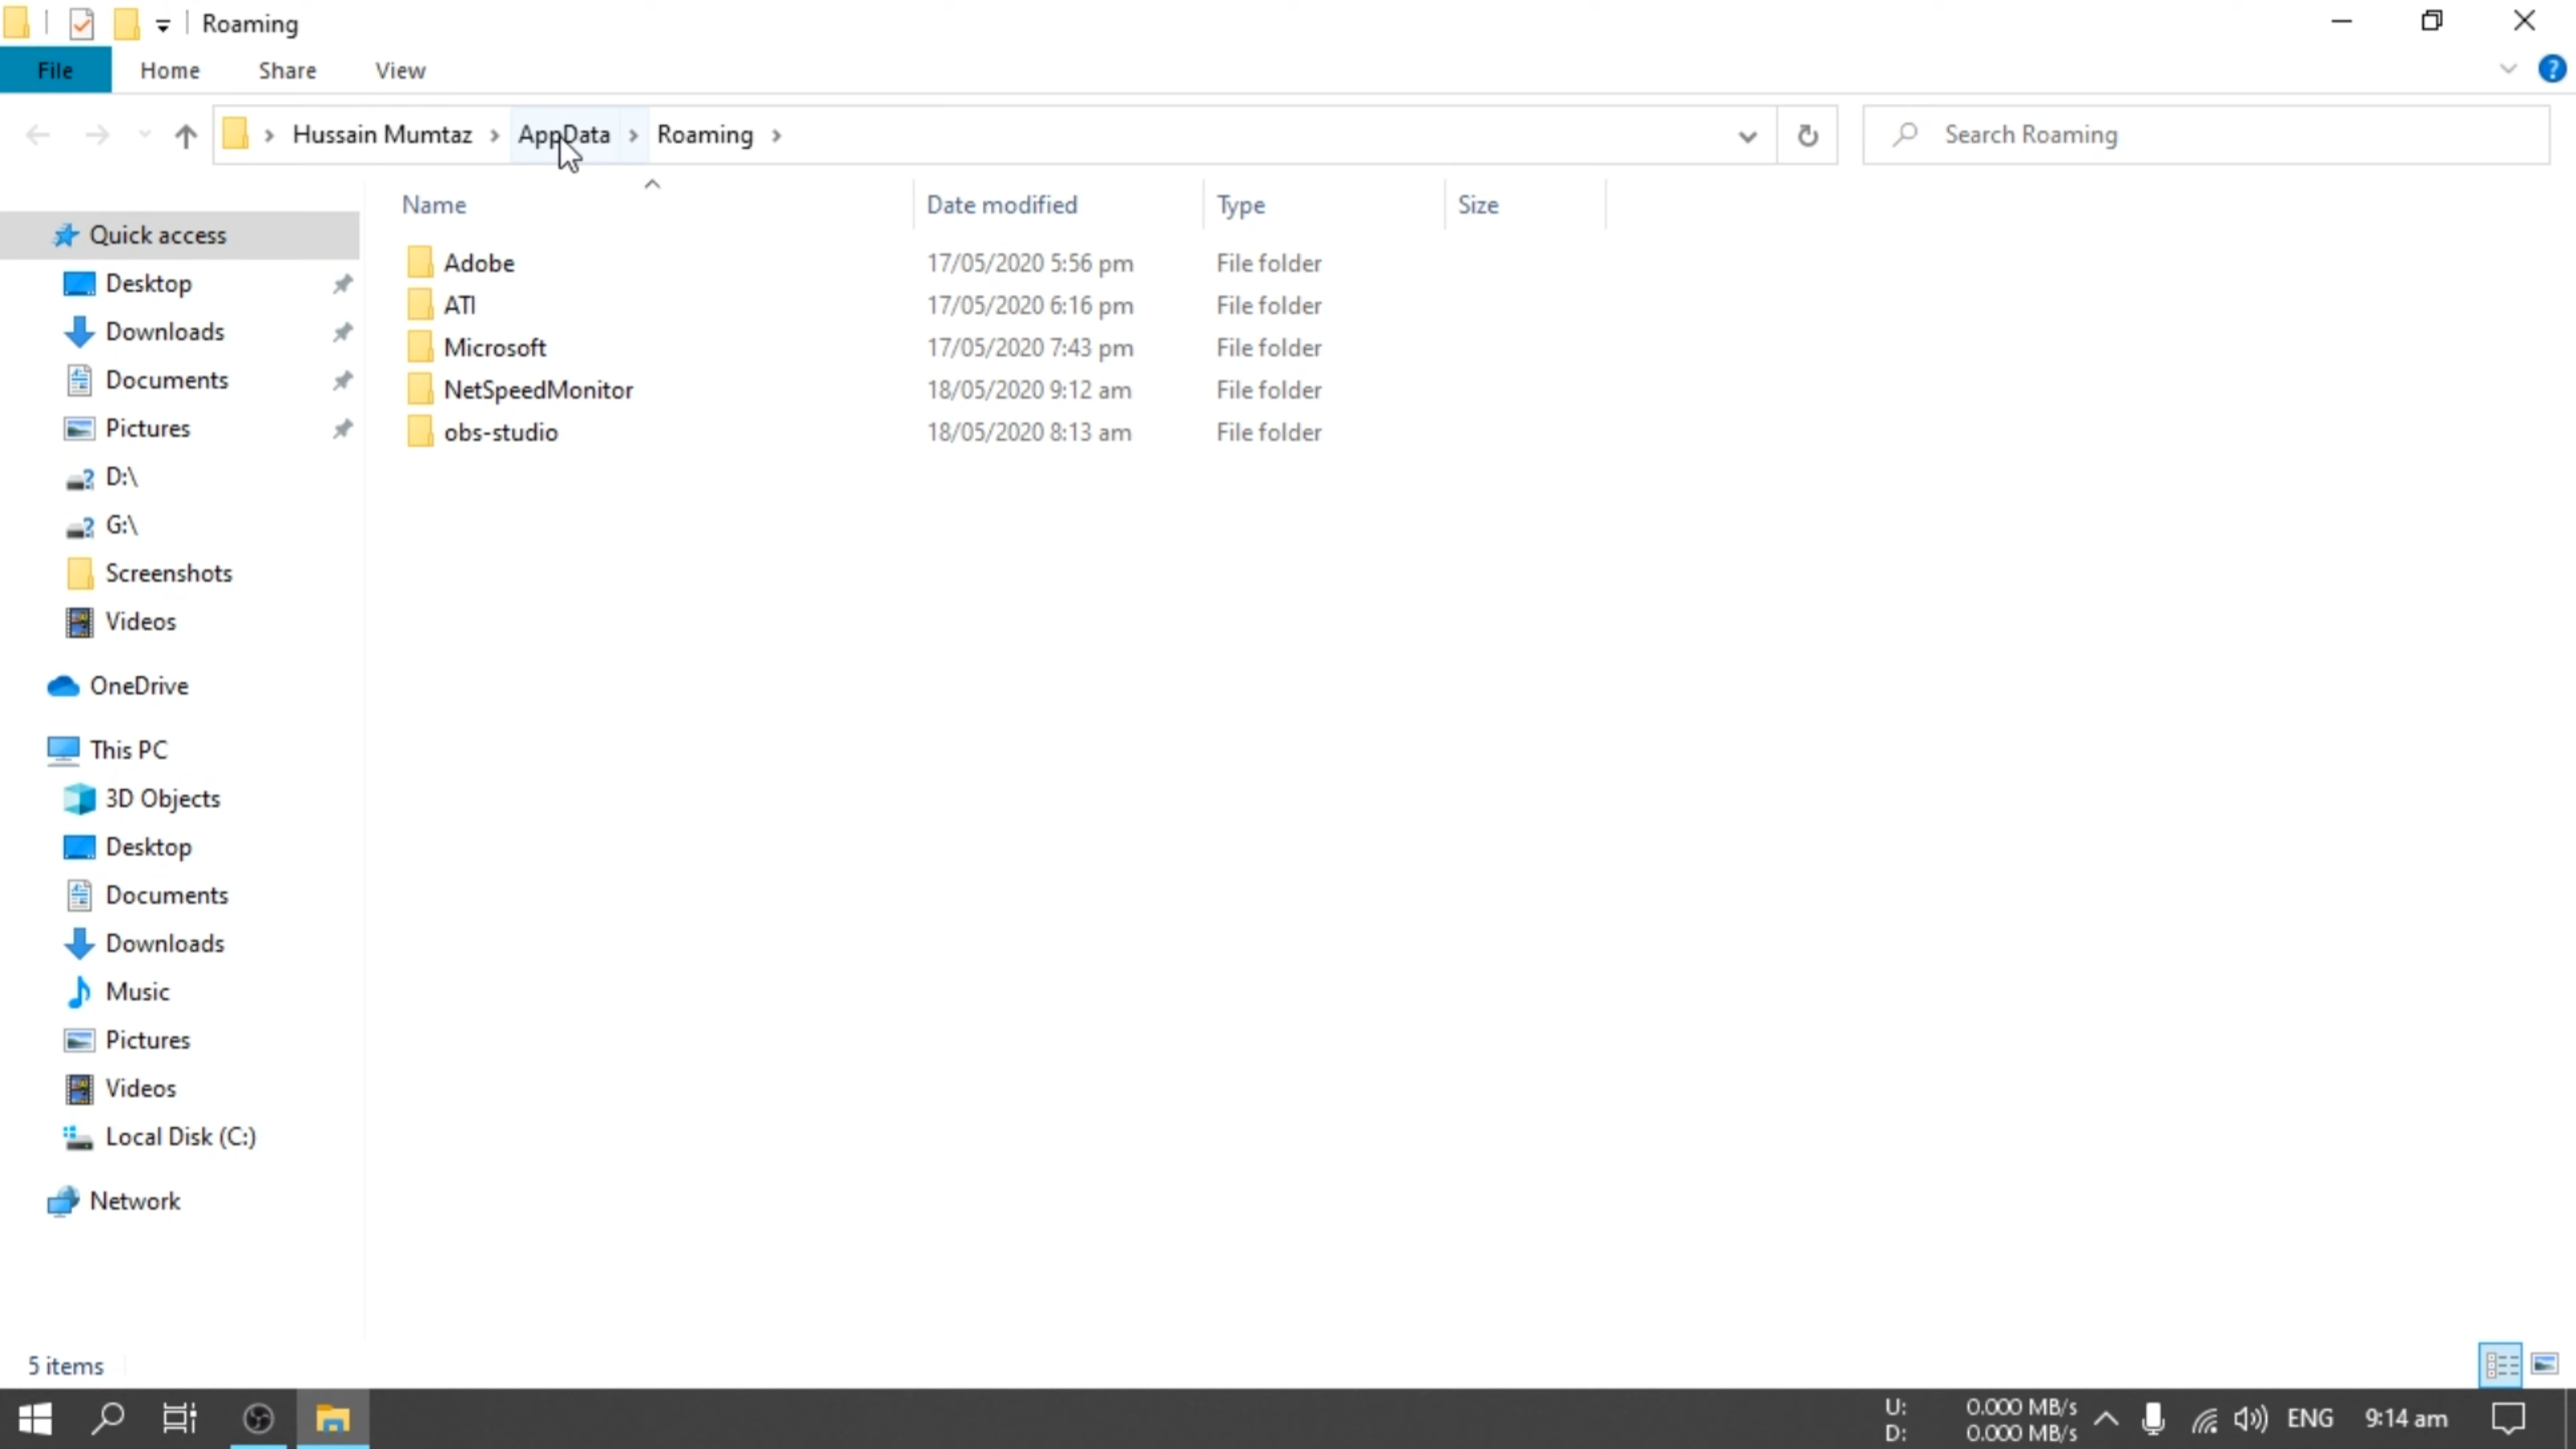 Roaming
File Home Share View
Hussain Mumtaz AppData Roaming
Search Roaming
Name Date modified Type Size
Quick access
Desktop
Downloads
Documents
Pictures
D:\
G:\
Screenshots
Videos
OneDrive
This PC
3D Objects
Desktop
Documents
Downloads
Music
Pictures
Videos
Local Disk (C:)
Network
Adobe 17/05/2020 5:56 pm File folder
ATI 17/05/2020 6:16 pm File folder
Microsoft 17/05/2020 7:43 pm File folder
NetSpeedMonitor 18/05/2020 9:12 am File folder
obs-studio 18/05/2020 8:13 am File folder
5 items
U: 0.000 MB/s
D: 0.000 MB/s
ENG 9:14 am